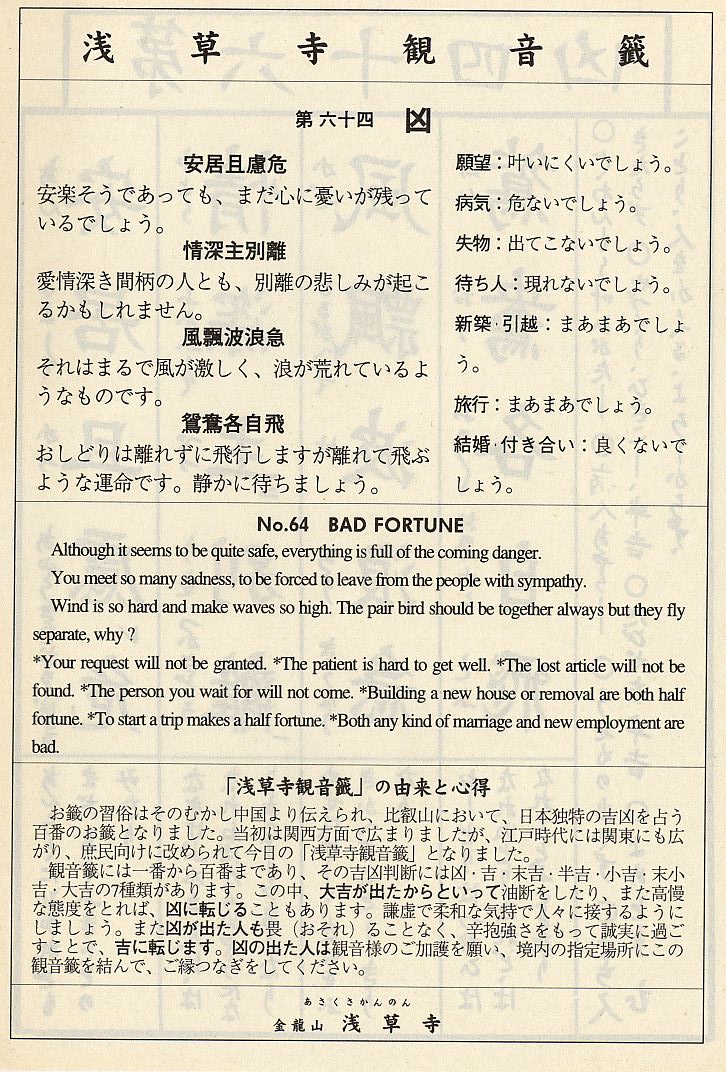 浅草寺観音籤
第六十四 凶
安居且慮危
安楽そうであっても、まだ心に憂いが残って
いるでしょう。
情深主別離
愛情深き間柄の人とも、別離の悲しみが起こ
るかもしれません。
風飄波浪急
それはまるで風が激しく、浪が荒れているよ
うなものです。
鴛鴦各自飛
おしどりは離れずに飛行しますが離れて飛ぶ
ような運命です。静かに待ちましょう。
願望：叶いにくいでしょう。
病気：危ないでしょう。
失物：出てこないでしょう。
待ち人：現れないでしょう。
新築・引越：まあまあでしょ
う。
旅行：まあまあでしょう。
結婚・付き合い：良くないで
しょう。
No.64 BAD FORTUNE
Although it seems to be quite safe, everything is full of the coming danger.
You meet so many sadness, to be forced to leave from the people with sympathy.
Wind is so hard and make waves so high. The pair bird should be together always but they fly
separate, why ?
*Your request will not be granted. *The patient is hard to get well. *The lost article will not be
found. *The person you wait for will not come. *Building a new house or removal are both half
fortune. *To start a trip makes a half fortune. *Both any kind of marriage and new employment are
bad.
「浅草寺観音籤」の由来と心得
お籤の習俗はそのむかし中国より伝えられ、比叡山において、日本独特の吉凶を占う
百番のお籤となりました。当初は関西方面で広まりましたが、江戸時代には関東にも広
がり、庶民向けに改められて今日の「浅草寺観音籤」となりました。
観音籤には一番から百番まであり、その吉凶判断には凶・吉・末吉・半吉・小吉・末小
吉・大吉の7種類があります。この中、大吉が出たからといって油断をしたり、また高慢
な態度をとれば、凶に転じることもあります。謙虚で柔和な気持で人々に接するように
しましょう。また凶が出た人も畏（おそれ）ることなく、辛抱強さをもって誠実に過ご
すことで、吉に転じます。凶の出た人は観音様のご加護を願い、境内の指定場所にこの
観音籤を結んで、ご縁つなぎをしてください。
あさくさかんのん
金龍山 浅草寺